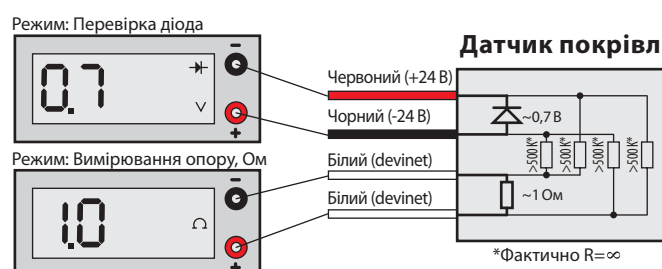 Режим: Перевірка діода
0.7
V
–
+
Датчик покрівл
Червоний (+24 В)
Чорний (-24 В)
~0,7 В
>500K*
>500K*
>500K*
>500K*
Режим: Вимірювання опору, Ом
1.0
Ω
–
+
Білий (devinet)
Білий (devinet)
~1 Ом
*Фактично R=∞